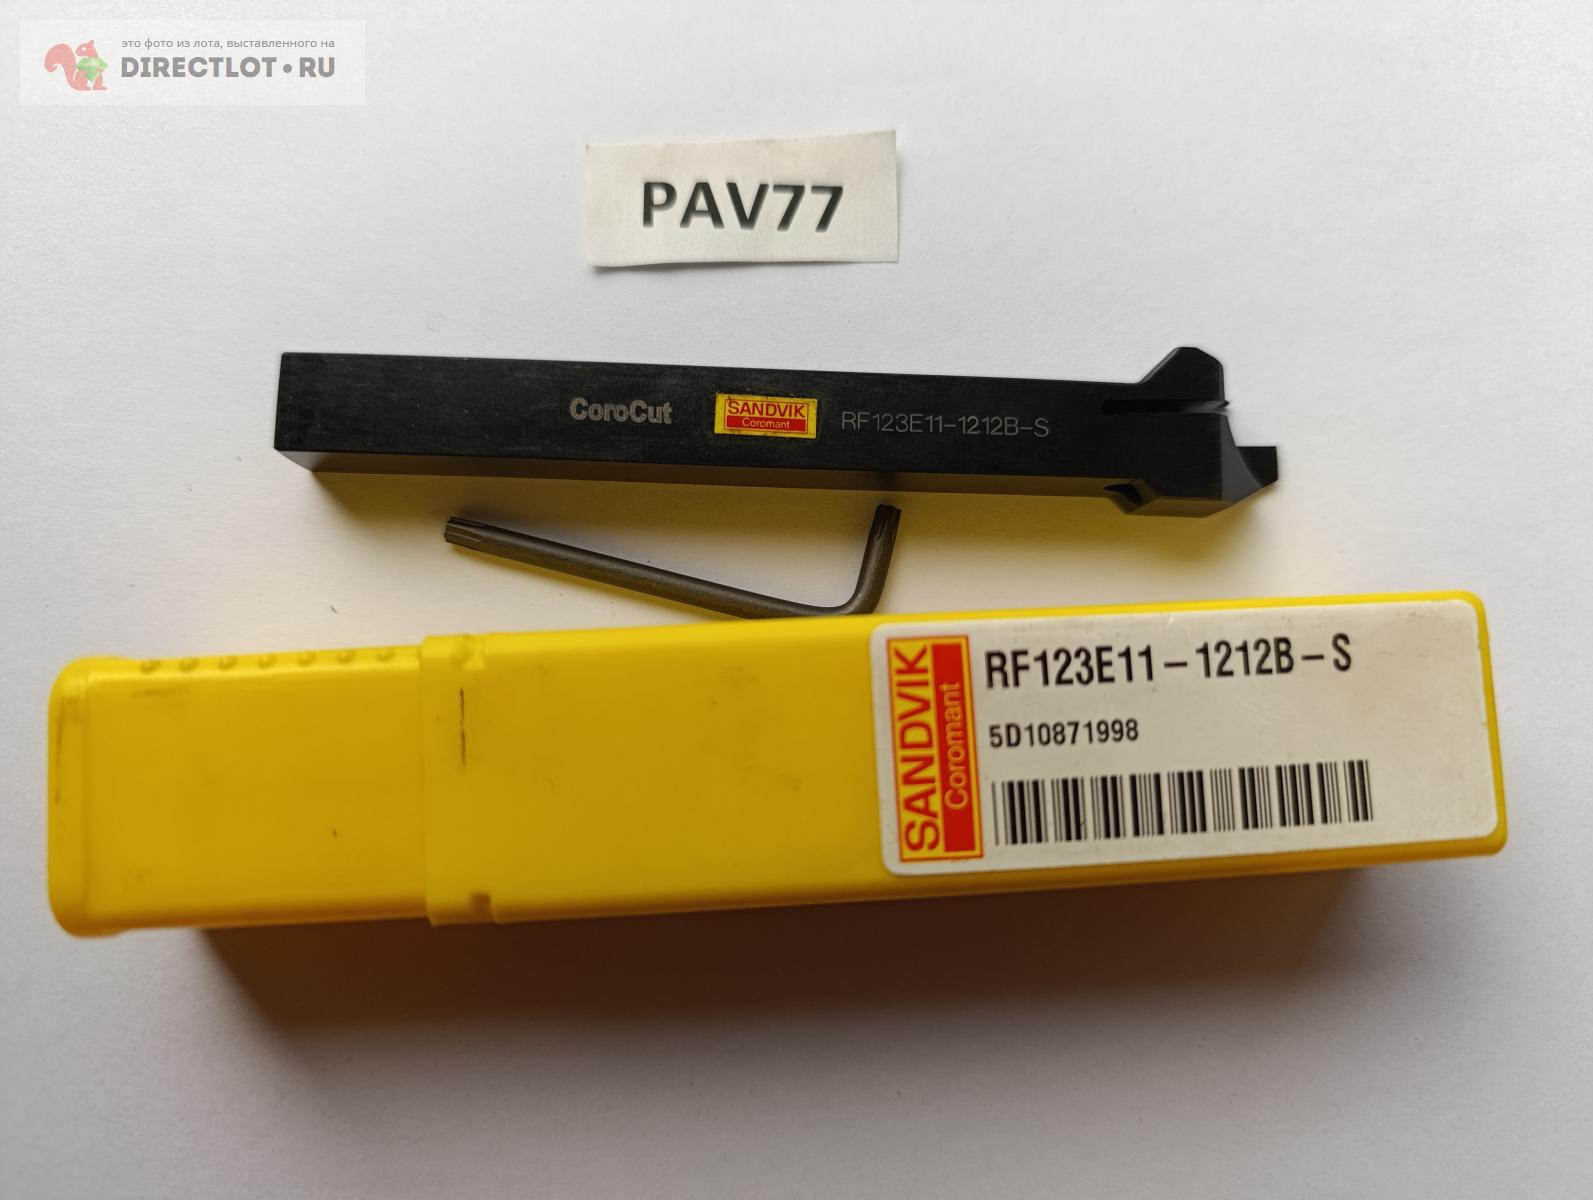 это фото из лота, выставленного на
DIRECTLOT•RU
PAV77
CoroCut
SANDVIK
Coromant
RF123E11-1212B-S
SANDVIK
Coromant
RF123E11-1212B-S
5D10871998